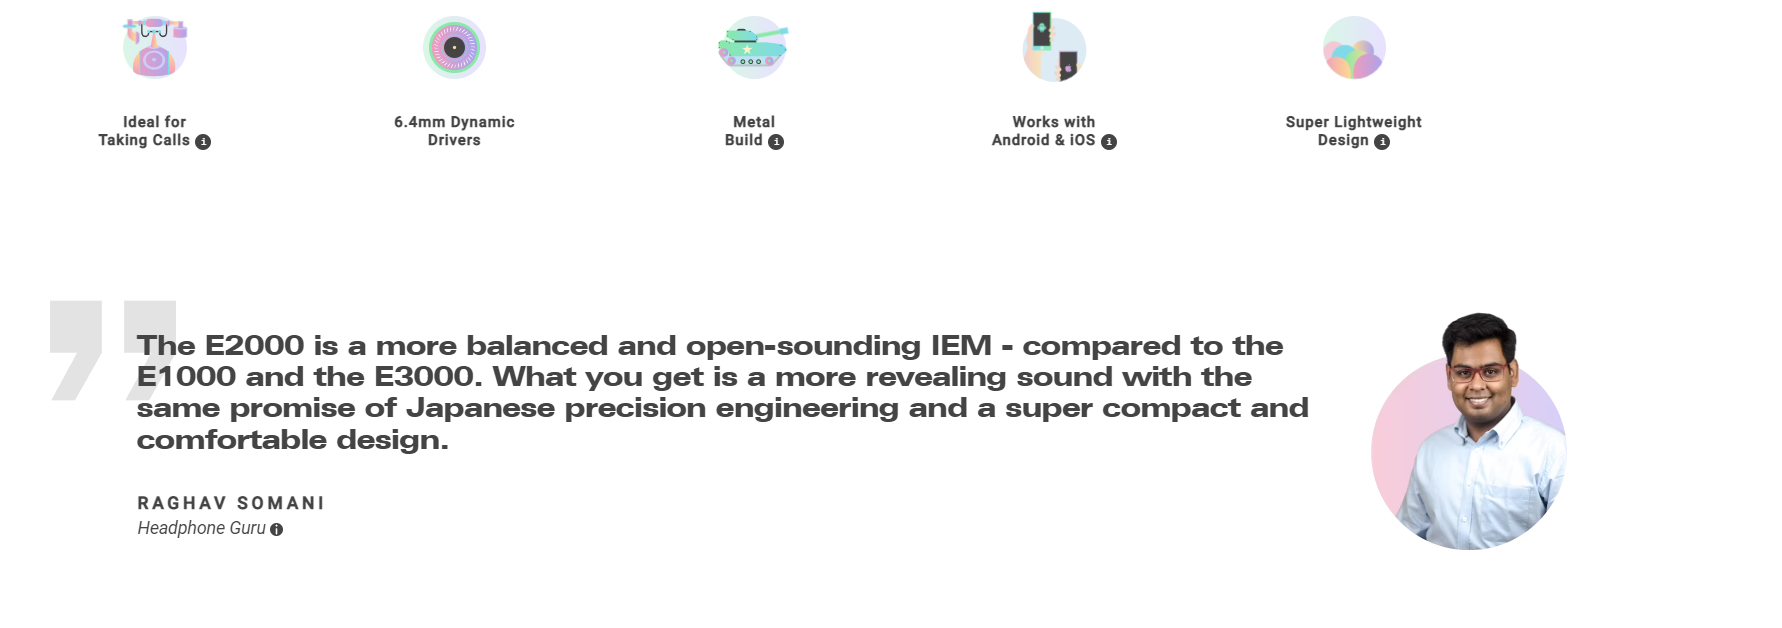 Ideal for
Taking Calls
6.4mm Dynamic
Drivers
Metal
Build
Works with
Android & iOS
Super Lightweight
Design
The E2000 is a more balanced and open-sounding IEM - compared to the
E1000 and the E3000. What you get is a more revealing sound with the
same promise of Japanese precision engineering and a super compact and
comfortable design.
RAGHAV SOMANI
Headphone Guru